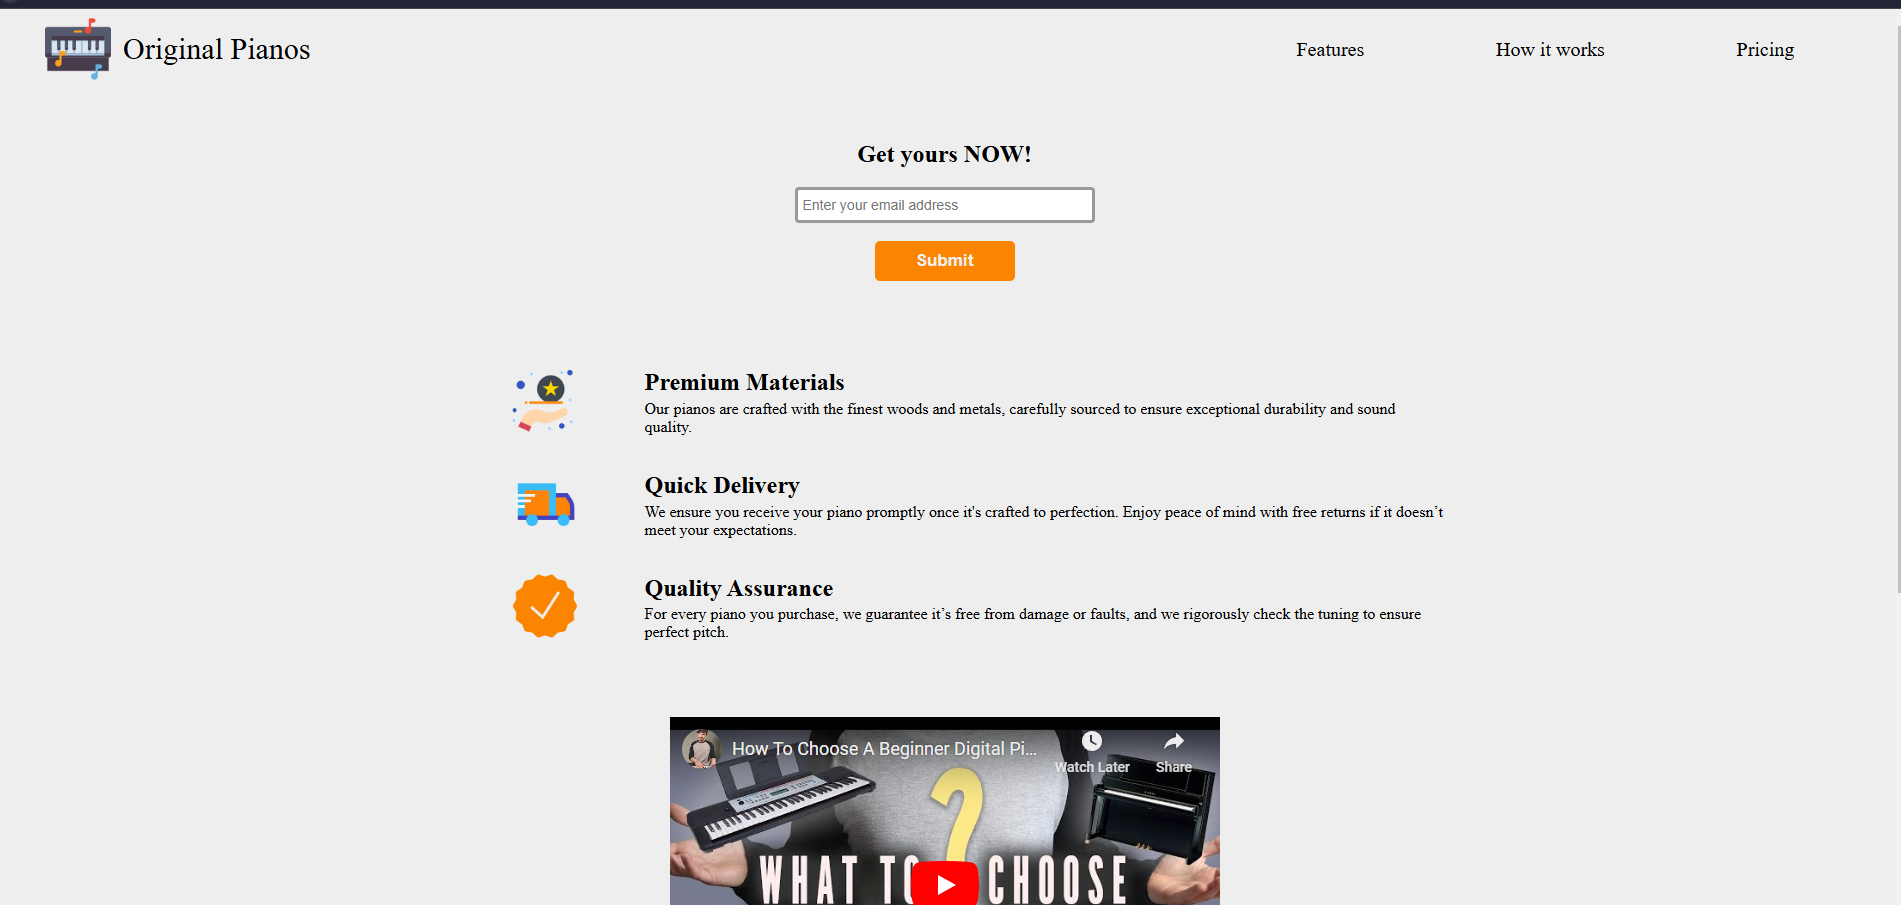 Original Pianos
Features
How it works
Pricing
Get yours NOW!
Enter your email address
Submit
Premium Materials
Our pianos are crafted with the finest woods and metals, carefully sourced to ensure exceptional durability and sound
quality.
Quick Delivery
We ensure you receive your piano promptly once it's crafted to perfection. Enjoy peace of mind with free returns if it doesn’t
meet your expectations.
Quality Assurance
For every piano you purchase, we guarantee it’s free from damage or faults, and we rigorously check the tuning to ensure
perfect pitch.
How To Choose A Beginner Digital Pi...
Watch Later
Share
?
WHAT TO CHOOSE